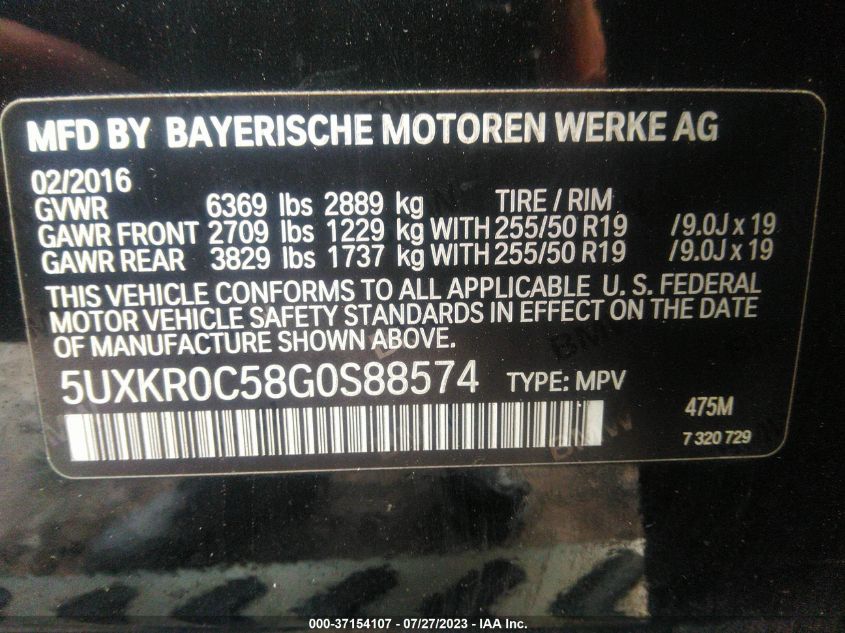 MFD BY BAYERISCHE MOTOREN WERKE AG
02/2016
GVWR 6369 lbs 2889 kg TIRE / RIM
GAWR FRONT 2709 lbs 1229 kg WITH 255/50 R19 /9.0J x 19
GAWR REAR 3829 lbs 1737 kg WITH 255/50 R19 /9.0J x 19
THIS VEHICLE CONFORMS TO ALL APPLICABLE U. S. FEDERAL
MOTOR VEHICLE SAFETY STANDARDS IN EFFECT ON THE DATE
OF MANUFACTURE SHOWN ABOVE.
5UXKR0C58G0S88574 TYPE: MPV
475M
7 320 729
000-37154107 - 07/27/2023 - IAA Inc.